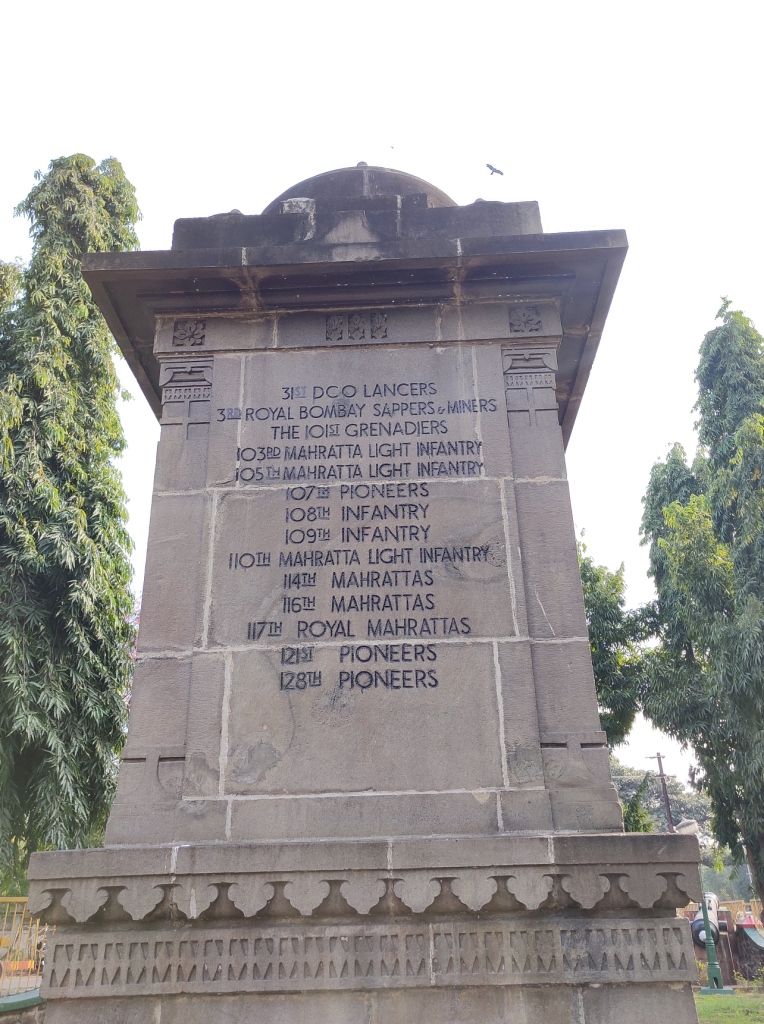 31ST DCO LANCERS
3RD ROYAL BOMBAY SAPPERS & MINERS
THE 101ST GRENADIERS
103RD MAHRATTA LIGHT INFANTRY
105TH MAHRATTA LIGHT INFANTRY
107TH PIONEERS
108TH INFANTRY
109TH INFANTRY
110TH MAHRATTA LIGHT INFANTRY
114TH MAHRATTAS
116TH MAHRATTAS
117TH ROYAL MAHRATTAS
121ST PIONEERS
128TH PIONEERS